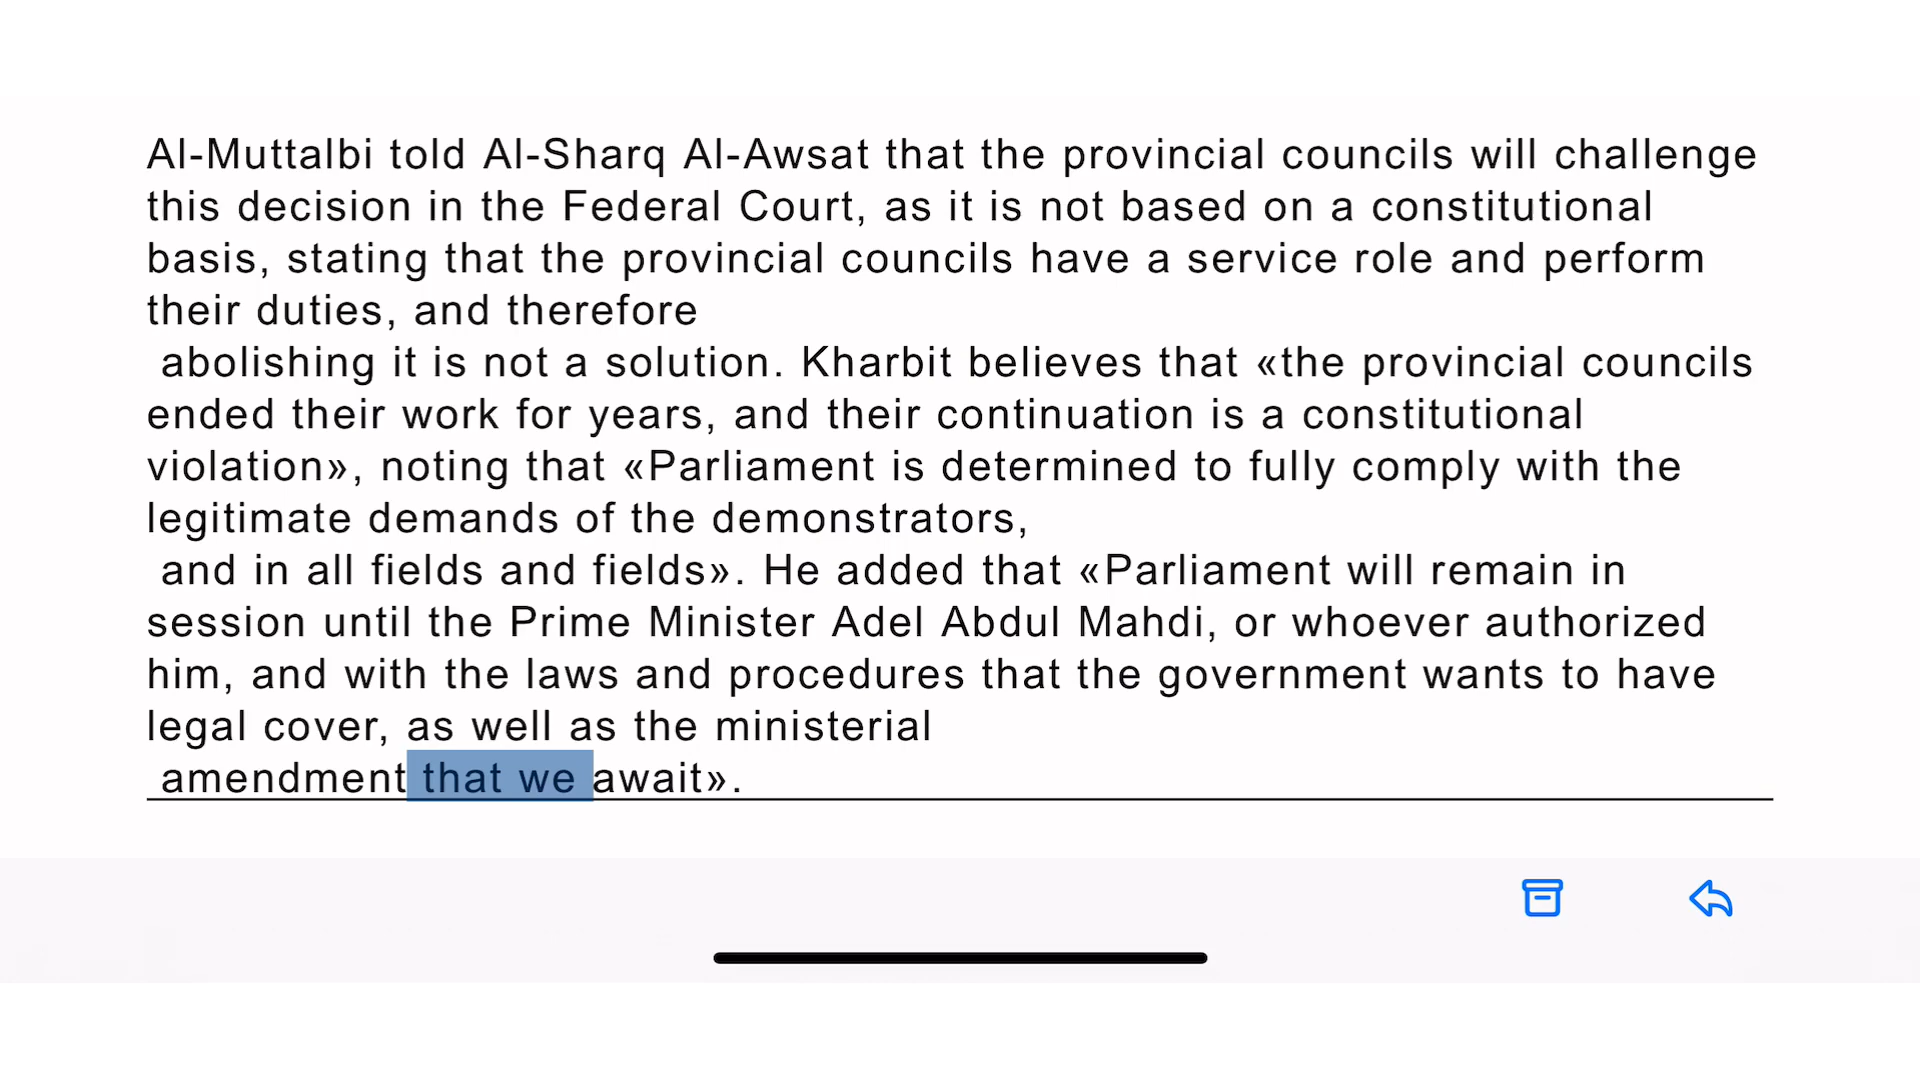 Al-Muttalbi told Al-Sharq Al-Awsat that the provincial councils will challenge
this decision in the Federal Court, as it is not based on a constitutional
basis, stating that the provincial councils have a service role and perform
their duties, and therefore
abolishing it is not a solution. Kharbit believes that «the provincial councils
ended their work for years, and their continuation is a constitutional
violation», noting that «Parliament is determined to fully comply with the
legitimate demands of the demonstrators,
and in all fields and fields». He added that «Parliament will remain in
session until the Prime Minister Adel Abdul Mahdi, or whoever authorized
him, and with the laws and procedures that the government wants to have
legal cover, as well as the ministerial
amendment that we await».